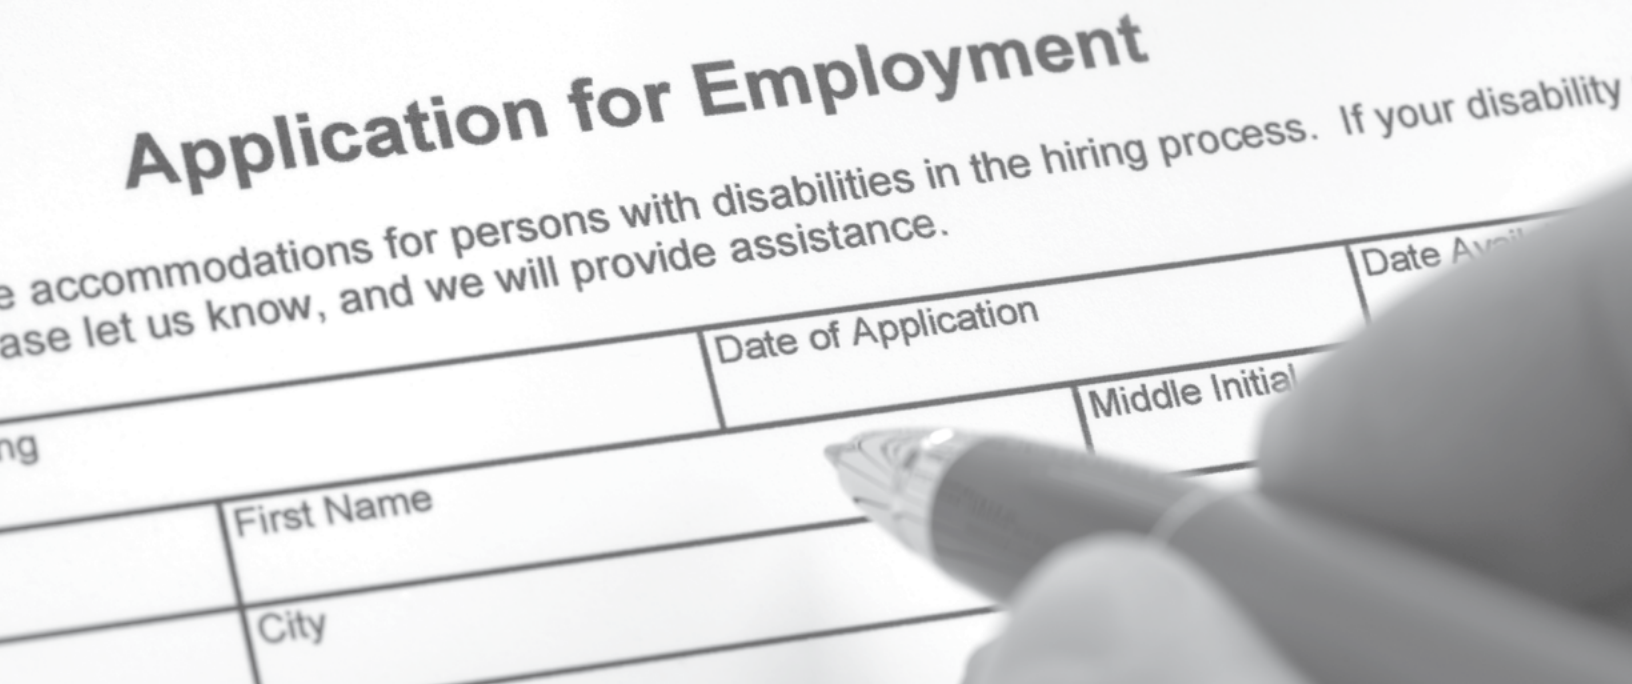 Application for Employment
accommodations for persons with disabilities in the hiring process. If your disability
let us know, and we will provide assistance.
Date of Application
Date
First Name
Middle Initial
City